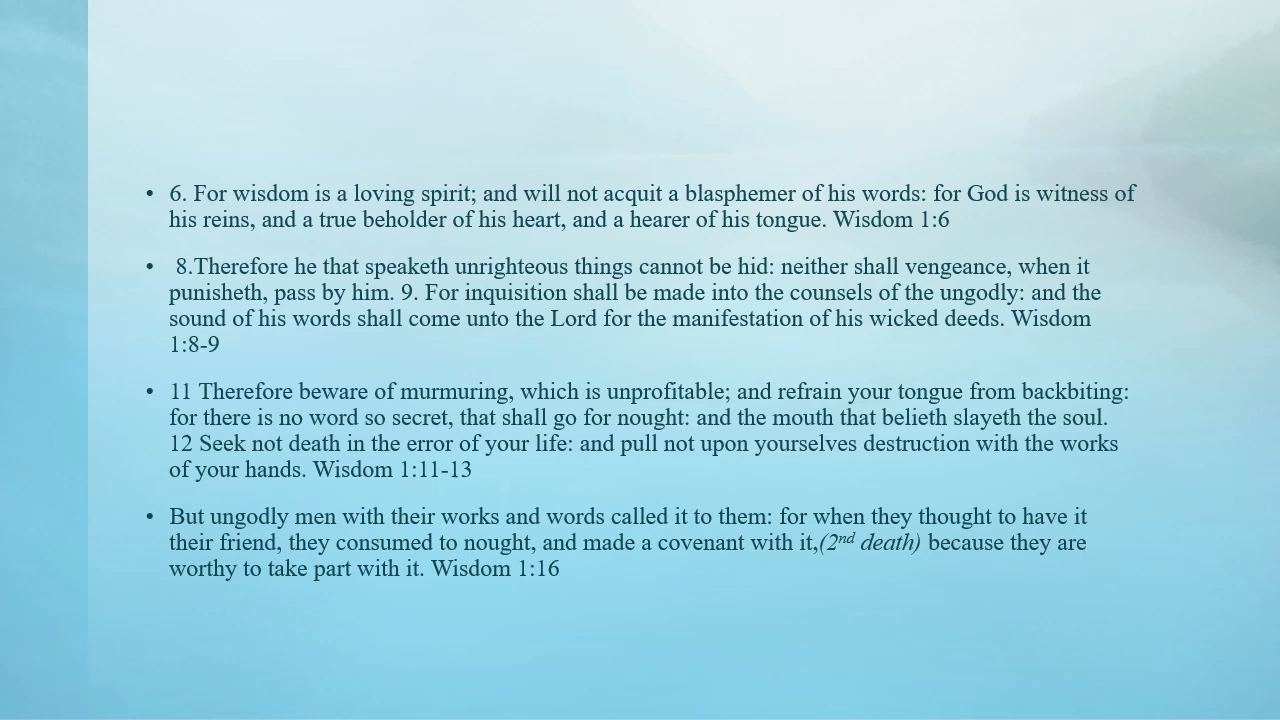 • 6. For wisdom is a loving spirit; and will not acquit a blasphemer of his words: for God is witness of
his reins, and a true beholder of his heart, and a hearer of his tongue. Wisdom 1:6
• 8.Therefore he that speaketh unrighteous things cannot be hid: neither shall vengeance, when it
punisheth, pass by him. 9. For inquisition shall be made into the counsels of the ungodly: and the
sound of his words shall come unto the Lord for the manifestation of his wicked deeds. Wisdom
1:8-9
• 11 Therefore beware of murmuring, which is unprofitable; and refrain your tongue from backbiting:
for there is no word so secret, that shall go for nought: and the mouth that belieth slayeth the soul.
12 Seek not death in the error of your life: and pull not upon yourselves destruction with the works
of your hands. Wisdom 1:11-13
• But ungodly men with their works and words called it to them: for when they thought to have it
their friend, they consumed to nought, and made a covenant with it,(2nd death) because they are
worthy to take part with it. Wisdom 1:16